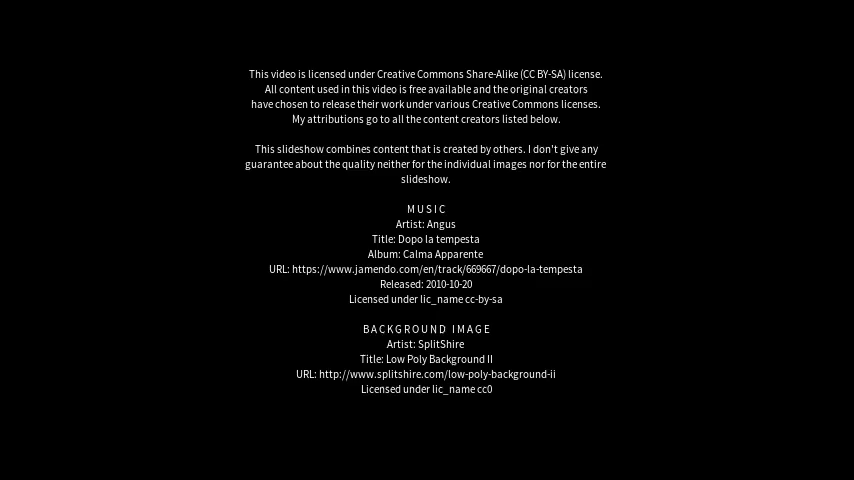 This video is licensed under Creative Commons Share-Alike (CC BY-SA) license.
All content used in this video is free available and the original creators
have chosen to release their work under various Creative Commons licenses.
My attributions go to all the content creators listed below.
This slideshow combines content that is created by others. I don't give any
guarantee about the quality neither for the individual images nor for the entire
slideshow.
MUSIC
Artist: Angus
Title: Dopo la tempesta
Album: Calma Apparente
URL: https://www.jamendo.com/en/track/669667/dopo-la-tempesta
Released: 2010-10-20
Licensed under lic_name cc-by-sa
BACKGROUND IMAGE
Artist: SplitShire
Title: Low Poly Background II
URL: http://www.splitshire.com/low-poly-background-ii
Licensed under lic_name cc0